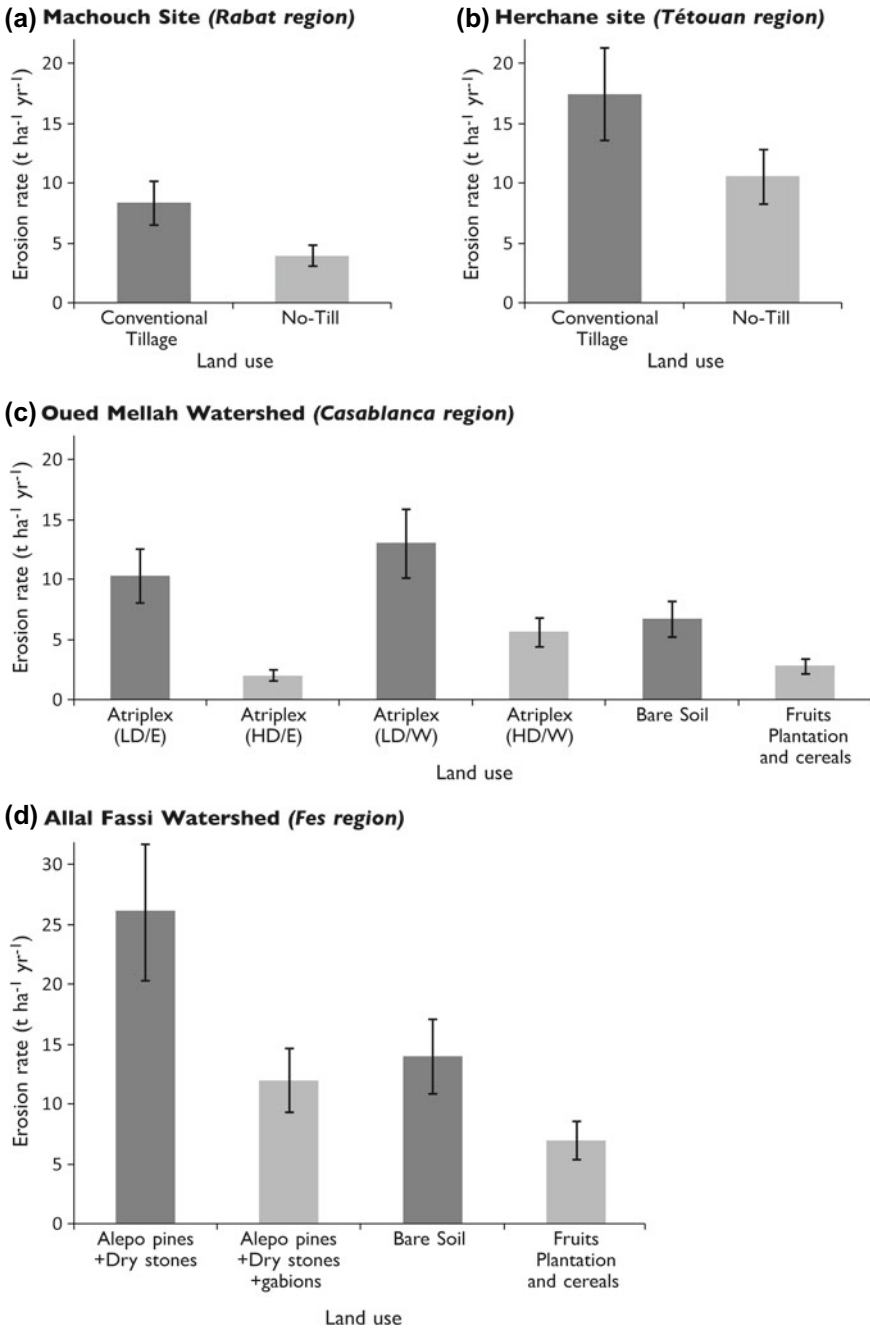 (a) Machouch Site (Rabat region)
Erosion rate (t ha⁻¹ yr⁻¹)
20
15
10
5
0
Conventional
Tillage
No-Till
Land use
(b) Herchane site (Tétouan region)
Erosion rate (t ha⁻¹ yr⁻¹)
20
15
10
5
0
Conventional
Tillage
No-Till
Land use
(c) Oued Mellah Watershed (Casablanca region)
Erosion rate (t ha⁻¹ yr⁻¹)
20
15
10
5
0
Atriplex
(LD/E)
Atriplex
(HD/E)
Atriplex
(LD/W)
Atriplex
(HD/W)
Bare Soil
Fruits
Plantation
and cereals
Land use
(d) Allal Fassi Watershed (Fes region)
Erosion rate (t ha⁻¹ yr⁻¹)
30
25
20
15
10
5
0
Alepo pines
+Dry stones
Alepo pines
+Dry stones
+gabions
Bare Soil
Fruits
Plantation
and cereals
Land use